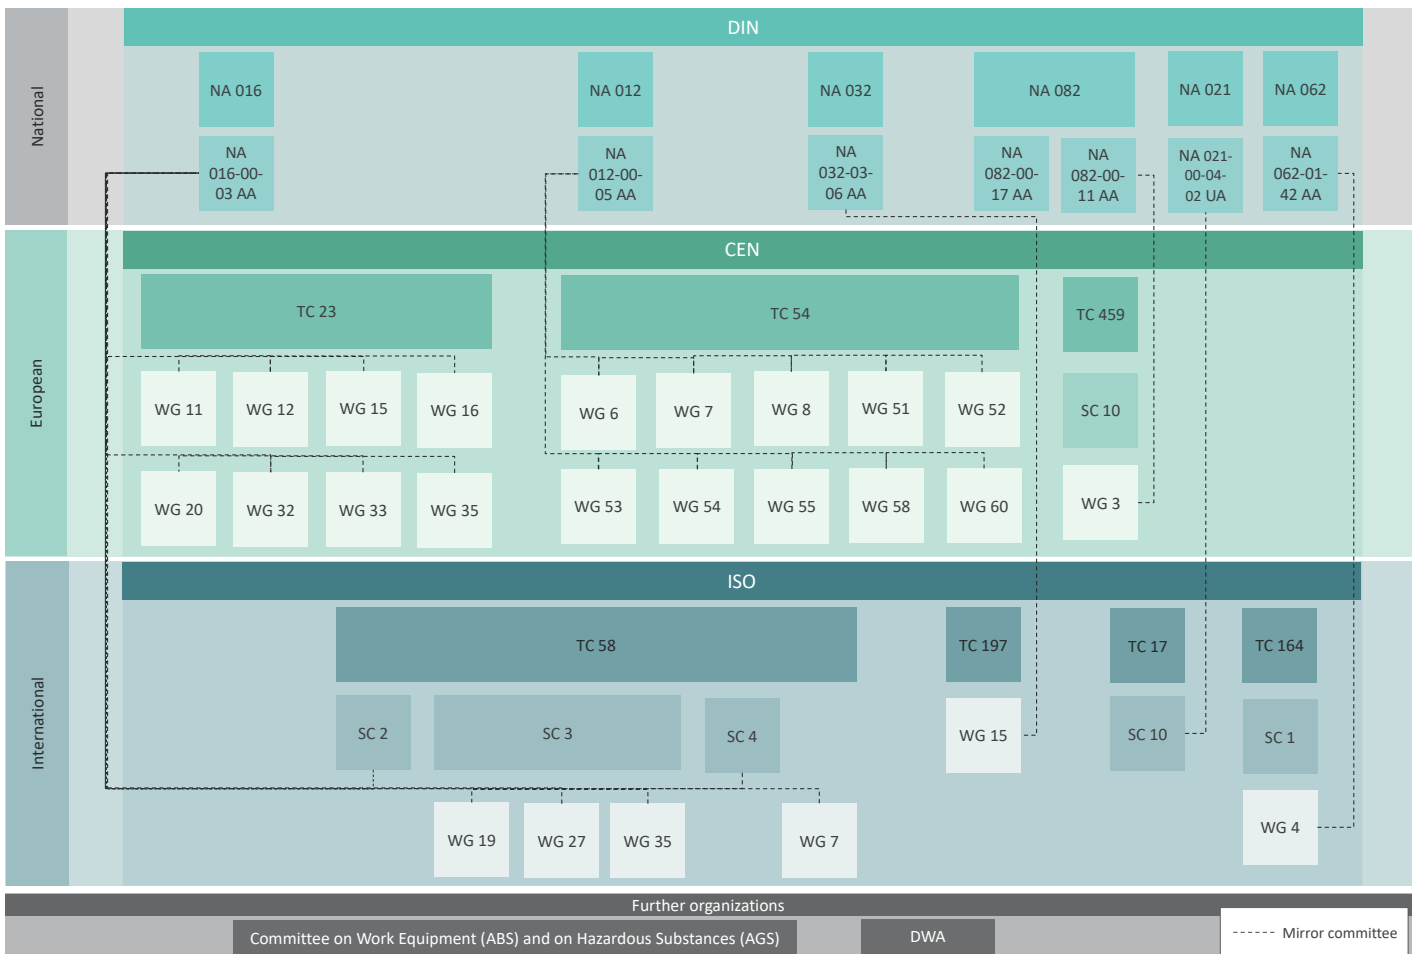 National
DIN
NA 016
NA 012
NA 032
NA 082
NA 021
NA 062
NA
016-00-
03 AA
NA
012-00-
05 AA
NA
032-03-
06 AA
NA
082-00-
17 AA
NA
082-00-
11 AA
NA 021-
00-04-
02 UA
NA
062-01-
42 AA
European
CEN
TC 23
TC 54
TC 459
WG 11
WG 12
WG 15
WG 16
WG 6
WG 7
WG 8
WG 51
WG 52
SC 10
WG 20
WG 32
WG 33
WG 35
WG 53
WG 54
WG 55
WG 58
WG 60
WG 3
International
ISO
TC 58
TC 197
TC 17
TC 164
SC 2
SC 3
SC 4
WG 15
SC 10
SC 1
WG 19
WG 27
WG 35
WG 7
WG 4
Further organizations
Committee on Work Equipment (ABS) and on Hazardous Substances (AGS)
DWA
Mirror committee